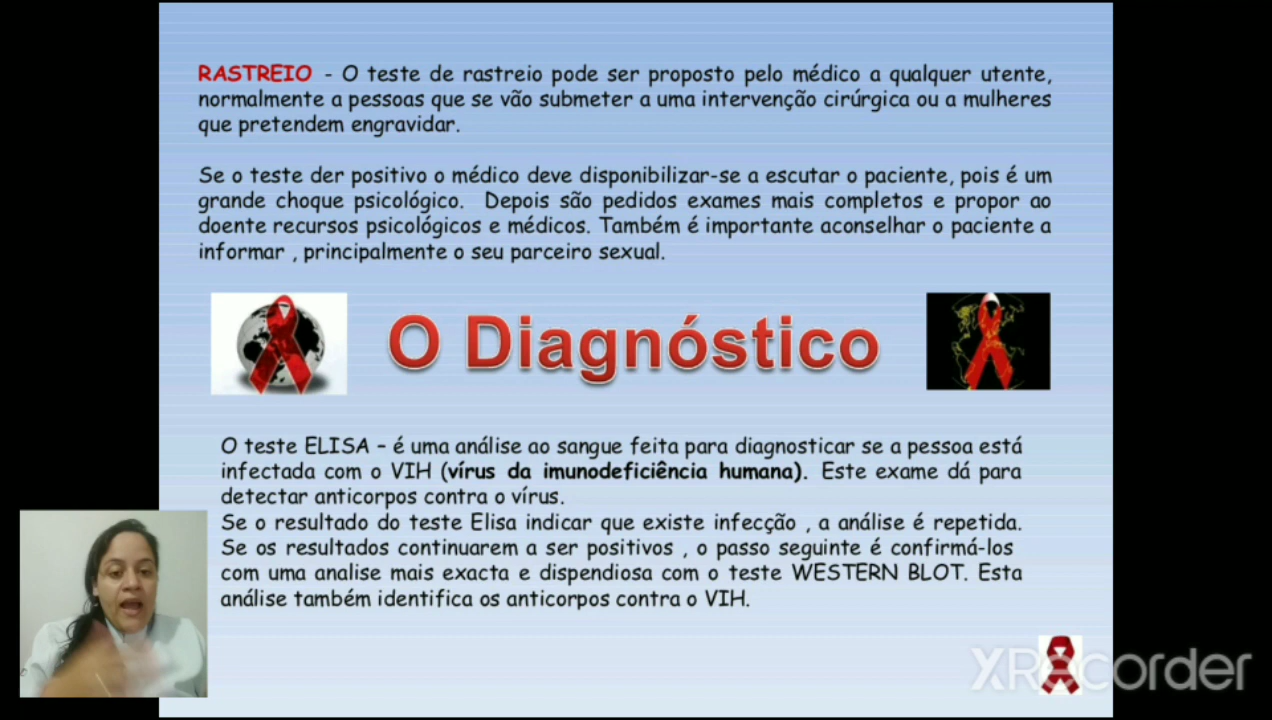 RASTREIO - O teste de rastreio pode ser proposto pelo médico a qualquer utente,
normalmente a pessoas que se vão submeter a uma intervenção cirúrgica ou a mulheres
que pretendem engravidar.
Se o teste der positivo o médico deve disponibilizar-se a escutar o paciente, pois é um
grande choque psicológico. Depois são pedidos exames mais completos e propor ao
doente recursos psicológicos e médicos. Também é importante aconselhar o paciente a
informar , principalmente o seu parceiro sexual.
O Diagnóstico
O teste ELISA – é uma análise ao sangue feita para diagnosticar se a pessoa está
infectada com o VIH (vírus da imunodeficiência humana). Este exame dá para
detectar anticorpos contra o vírus.
Se o resultado do teste Elisa indicar que existe infecção , a análise é repetida.
Se os resultados continuarem a ser positivos , o passo seguinte é confirmá-los
com uma analise mais exacta e dispendiosa com o teste WESTERN BLOT. Esta
análise também identifica os anticorpos contra o VIH.
XRecorder